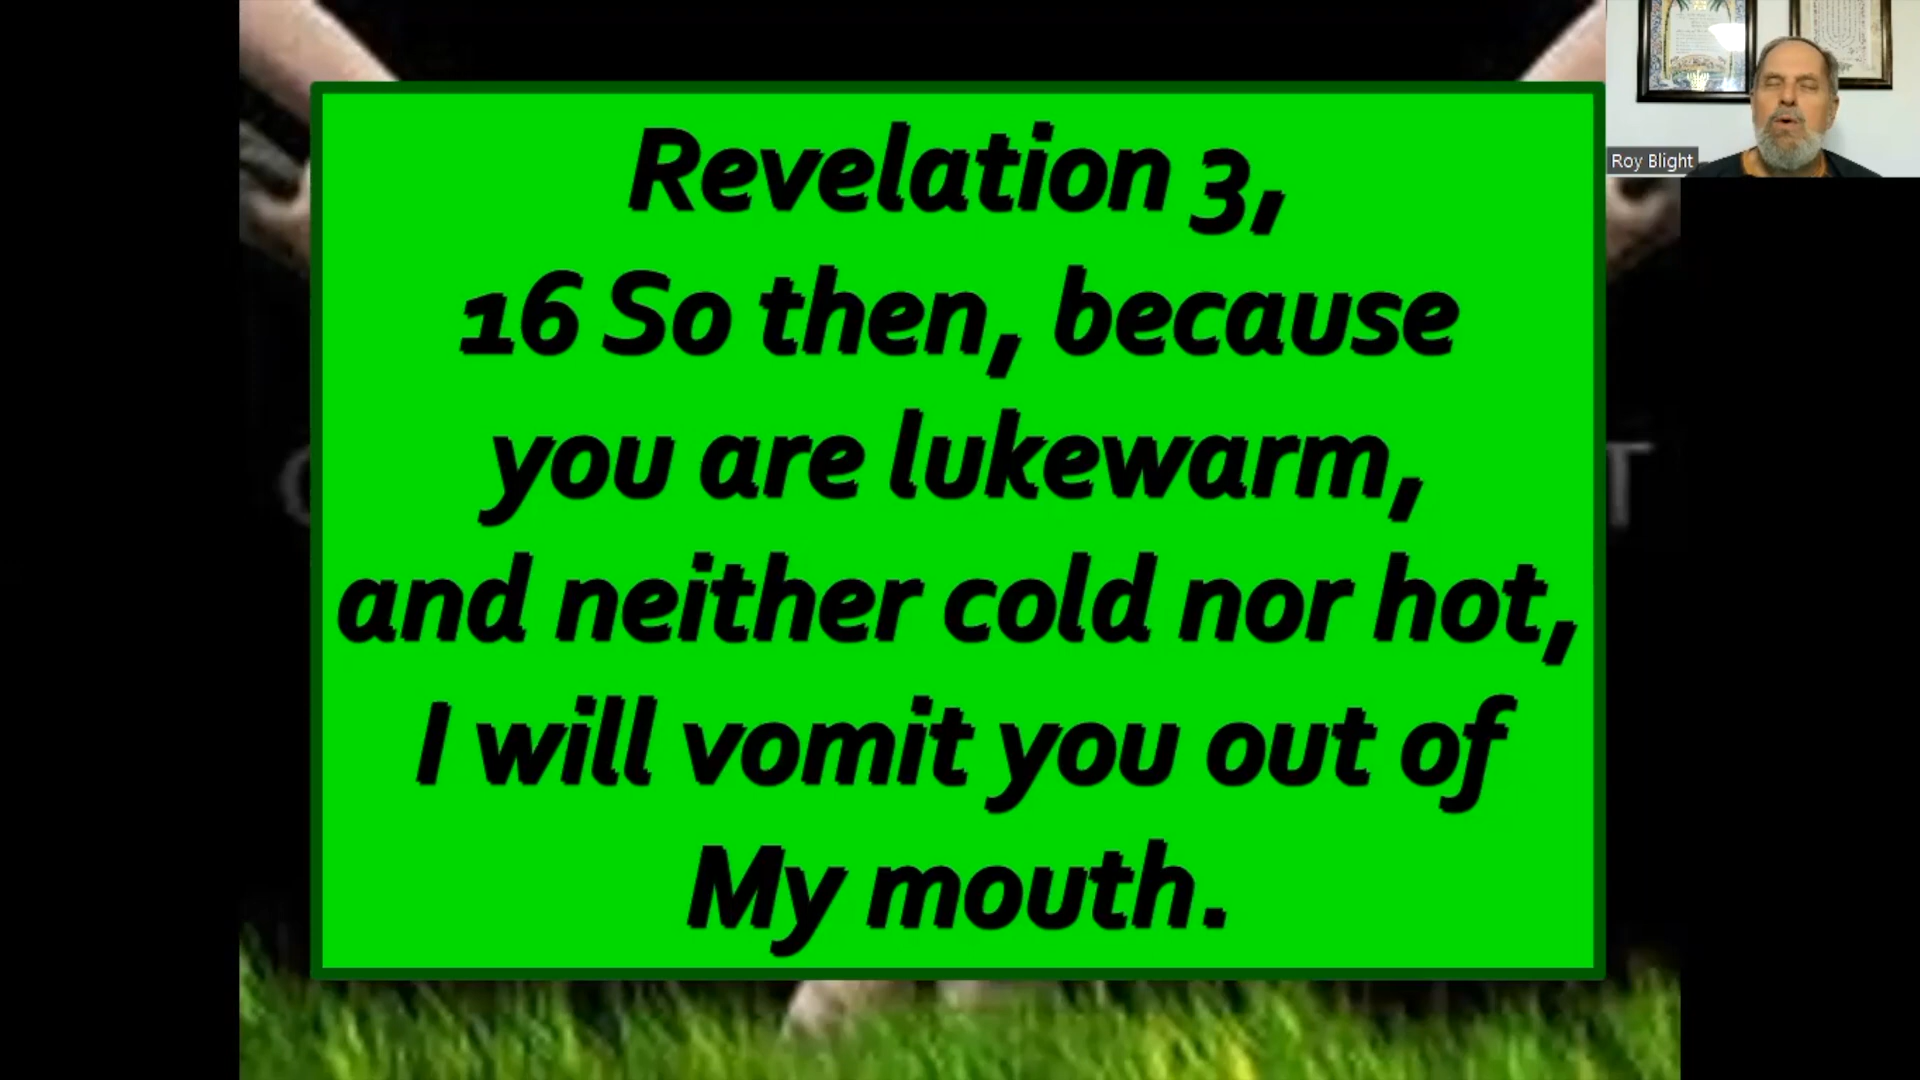 Revelation 3,
16 So then, because
you are lukewarm,
and neither cold nor hot,
I will vomit you out of
My mouth.
Roy Blight